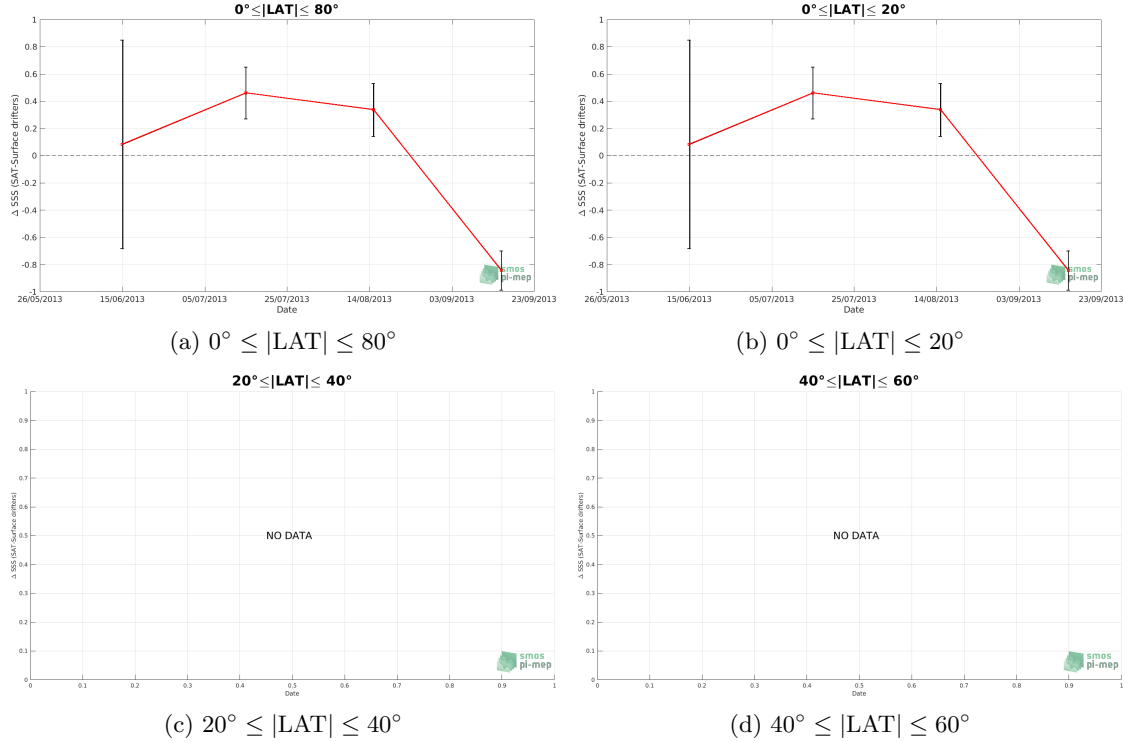 0°≤|LAT|≤ 80°
1
0.8
0.6
0.4
0.2
0
-0.2
-0.4
-0.6
-0.8
-1
Δ SSS (SAT-Surface drifters)
26/05/2013 15/06/2013 05/07/2013 25/07/2013 14/08/2013 03/09/2013 23/09/2013
Date
smos
pi-mep
(a) 0° ≤ |LAT| ≤ 80°
0°≤|LAT|≤ 20°
1
0.8
0.6
0.4
0.2
0
-0.2
-0.4
-0.6
-0.8
-1
Δ SSS (SAT-Surface drifters)
26/05/2013 15/06/2013 05/07/2013 25/07/2013 14/08/2013 03/09/2013 23/09/2013
Date
smos
pi-mep
(b) 0° ≤ |LAT| ≤ 20°
20°≤|LAT|≤ 40°
1
0.9
0.8
0.7
0.6
0.5
0.4
0.3
0.2
0.1
0
Δ SSS (SAT-Surface drifters)
NO DATA
0 0.1 0.2 0.3 0.4 0.5 0.6 0.7 0.8 0.9 1
Date
smos
pi-mep
(c) 20° ≤ |LAT| ≤ 40°
40°≤|LAT|≤ 60°
1
0.9
0.8
0.7
0.6
0.5
0.4
0.3
0.2
0.1
0
Δ SSS (SAT-Surface drifters)
NO DATA
0 0.1 0.2 0.3 0.4 0.5 0.6 0.7 0.8 0.9 1
Date
smos
pi-mep
(d) 40° ≤ |LAT| ≤ 60°